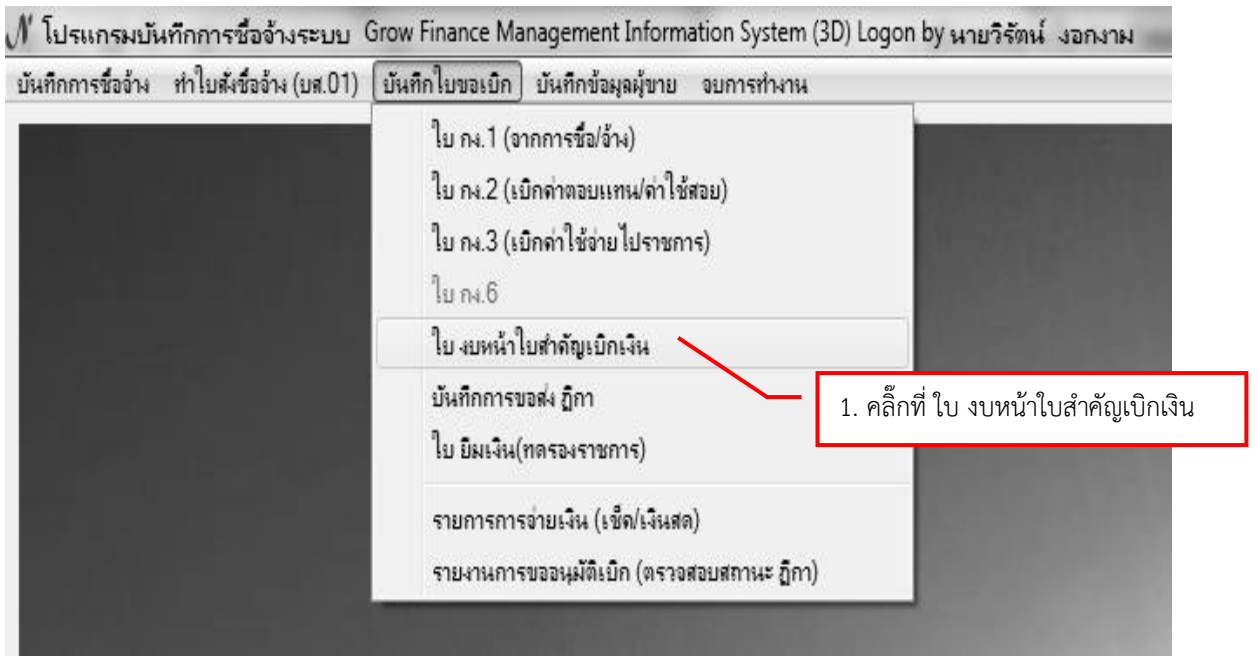 โปรแกรมบันทึกการซื้อจ้างระบบ Grow Finance Management Information System (3D) Logon by นายวิรัตน์ งอกงาม
บันทึกการซื้อจ้าง ทำใบสั่งซื้อจ้าง (บส.01) บันทึกใบขอเบิก บันทึกข้อมูลผู้ขาย จบการทำงาน
ใบ กง.1 (จากการซื้อ/จ้าง)
ใบ กง.2 (เบิกค่าตอบแทน/ค่าใช้สอย)
ใบ กง.3 (เบิกค่าใช้จ่ายไปราชการ)
ใบ กง.6
ใบ งบหน้าใบสำคัญเบิกเงิน
บันทึกการขอส่ง ฎีกา
1. คลิ๊กที่ ใบ งบหน้าใบสำคัญเบิกเงิน
ใบ ยืมเงิน(ทดรองราชการ)
รายการการจ่ายเงิน (เช็ค/เงินสด)
รายงานการขออนุมัติเบิก (ตรวจสอบสถานะ ฎีกา)